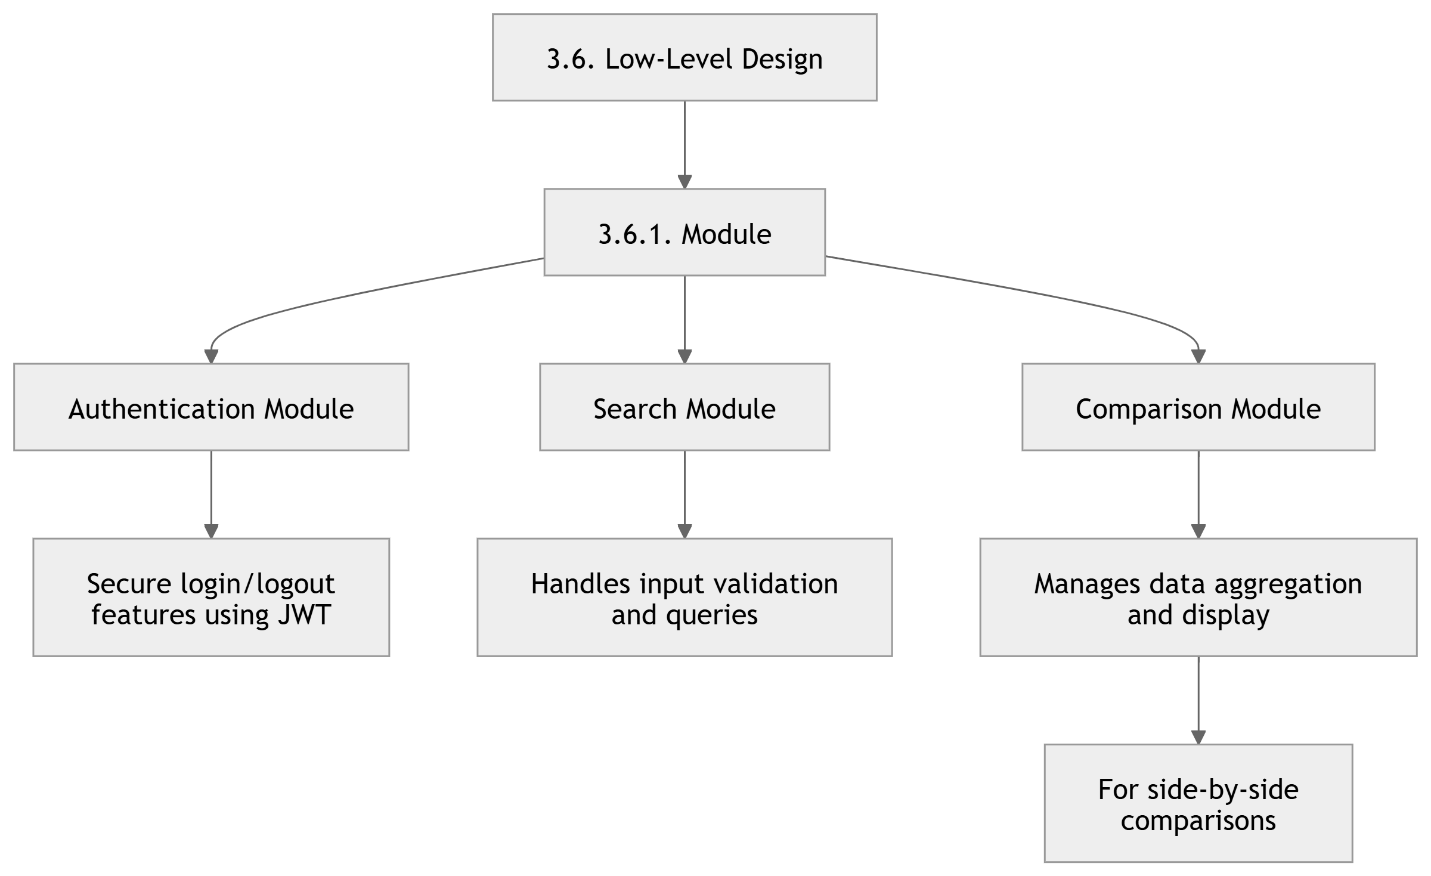 3.6. Low-Level Design
3.6.1. Module
Authentication Module
Search Module
Comparison Module
Secure login/logout
features using JWT
Handles input validation
and queries
Manages data aggregation
and display
For side-by-side
comparisons